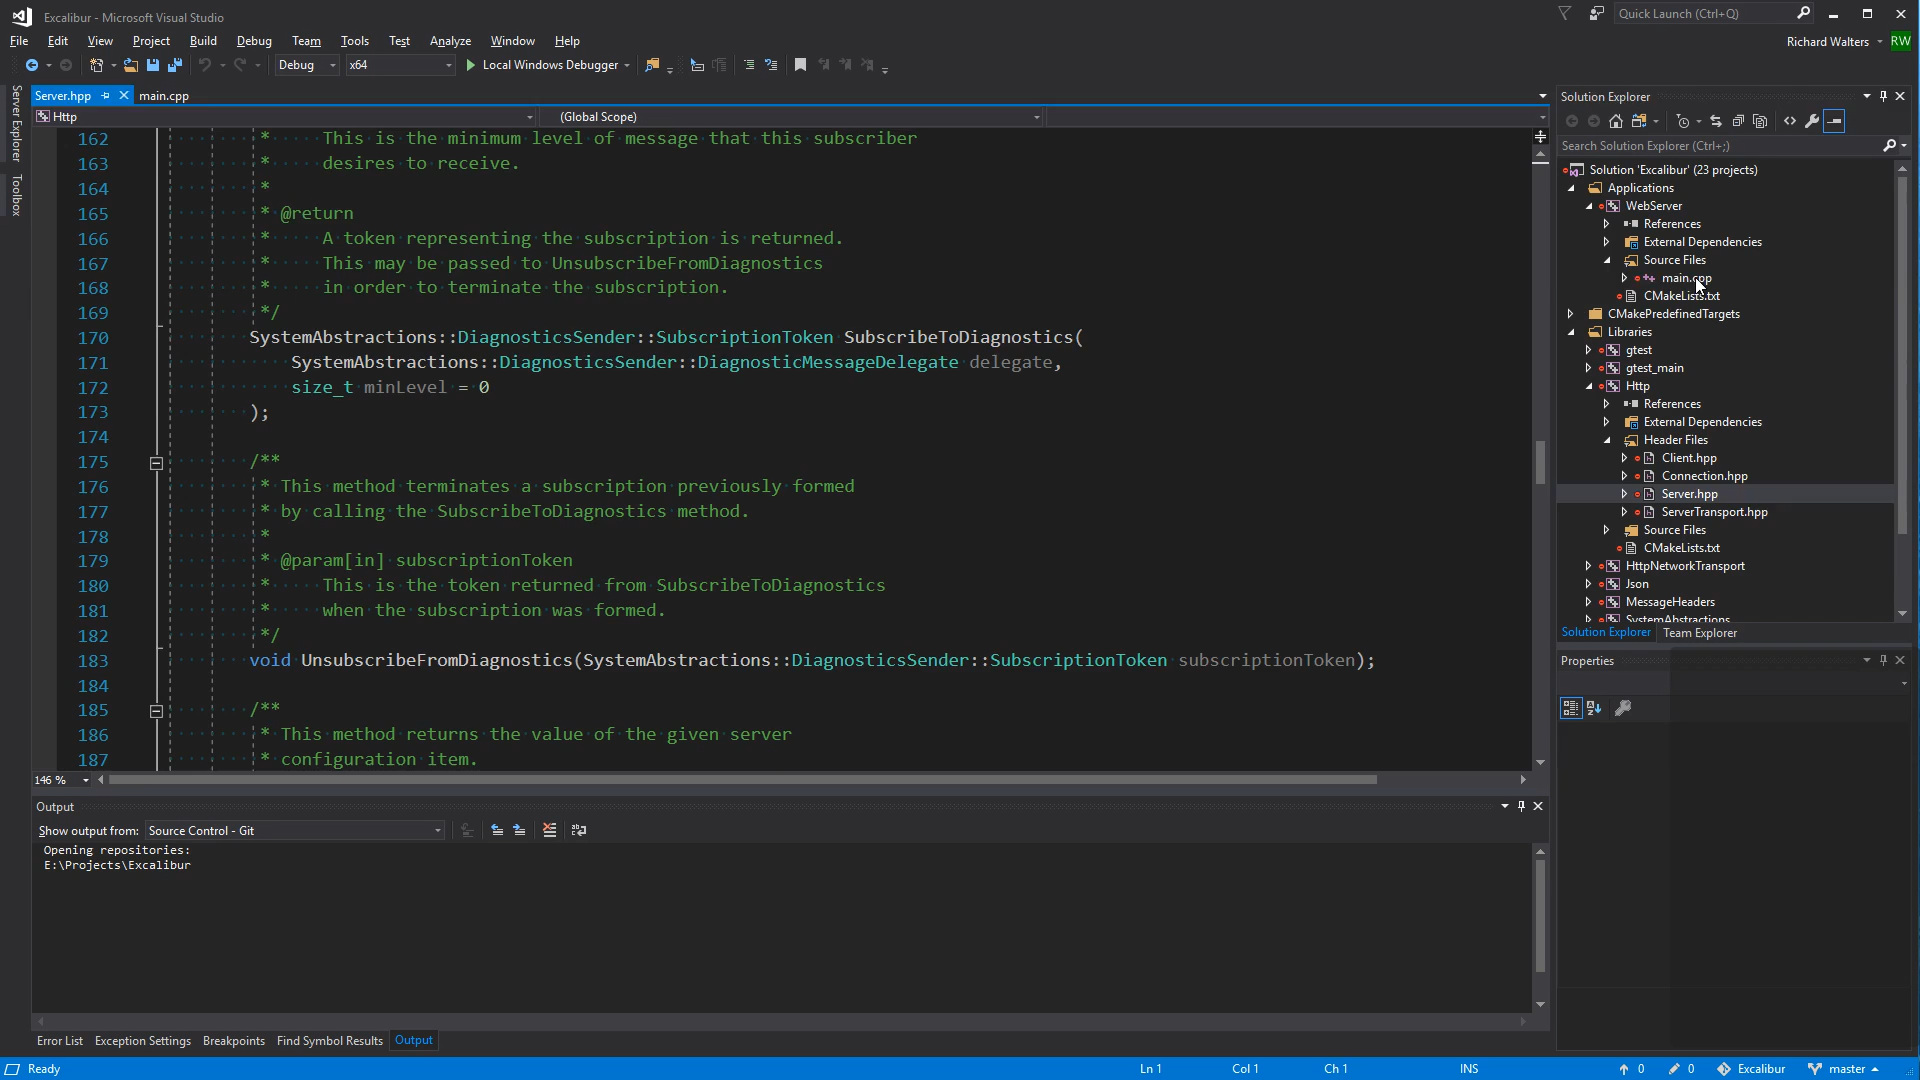 Excalibur - Microsoft Visual Studio
Quick Launch (Ctrl+Q)
File Edit View Project Build Debug Team Tools Test Analyze Window Help
Richard Walters RW
Debug x64 Local Windows Debugger
Server Explorer
Toolbox
Server.hpp main.cpp
Http (Global Scope)
162 * This is the minimum level of message that this subscriber
163 * desires to receive.
164 *
165 * @return
166 * A token representing the subscription is returned.
167 * This may be passed to UnsubscribeFromDiagnostics
168 * in order to terminate the subscription.
169 */
170 SystemAbstractions::DiagnosticsSender::SubscriptionToken SubscribeToDiagnostics(
171 SystemAbstractions::DiagnosticsSender::DiagnosticMessageDelegate delegate,
172 size_t minLevel = 0
173 );
174
175 /**
176 * This method terminates a subscription previously formed
177 * by calling the SubscribeToDiagnostics method.
178 *
179 * @param[in] subscriptionToken
180 * This is the token returned from SubscribeToDiagnostics
181 * when the subscription was formed.
182 */
183 void UnsubscribeFromDiagnostics(SystemAbstractions::DiagnosticsSender::SubscriptionToken subscriptionToken);
184
185 /**
186 * This method returns the value of the given server
187 * configuration item.
146 %
Output
Show output from: Source Control - Git
Opening repositories:
E:\Projects\Excalibur
Error List Exception Settings Breakpoints Find Symbol Results Output
Solution Explorer
Search Solution Explorer (Ctrl+;)
Solution 'Excalibur' (23 projects)
Applications
WebServer
References
External Dependencies
Source Files
main.cpp
CMakeLists.txt
CMakePredefinedTargets
Libraries
gtest
gtest_main
Http
References
External Dependencies
Header Files
Client.hpp
Connection.hpp
Server.hpp
ServerTransport.hpp
Source Files
CMakeLists.txt
HttpNetworkTransport
Json
MessageHeaders
SystemAbstractions
Solution Explorer Team Explorer
Properties
Ready Ln 1 Col 1 Ch 1 INS 0 0 Excalibur master